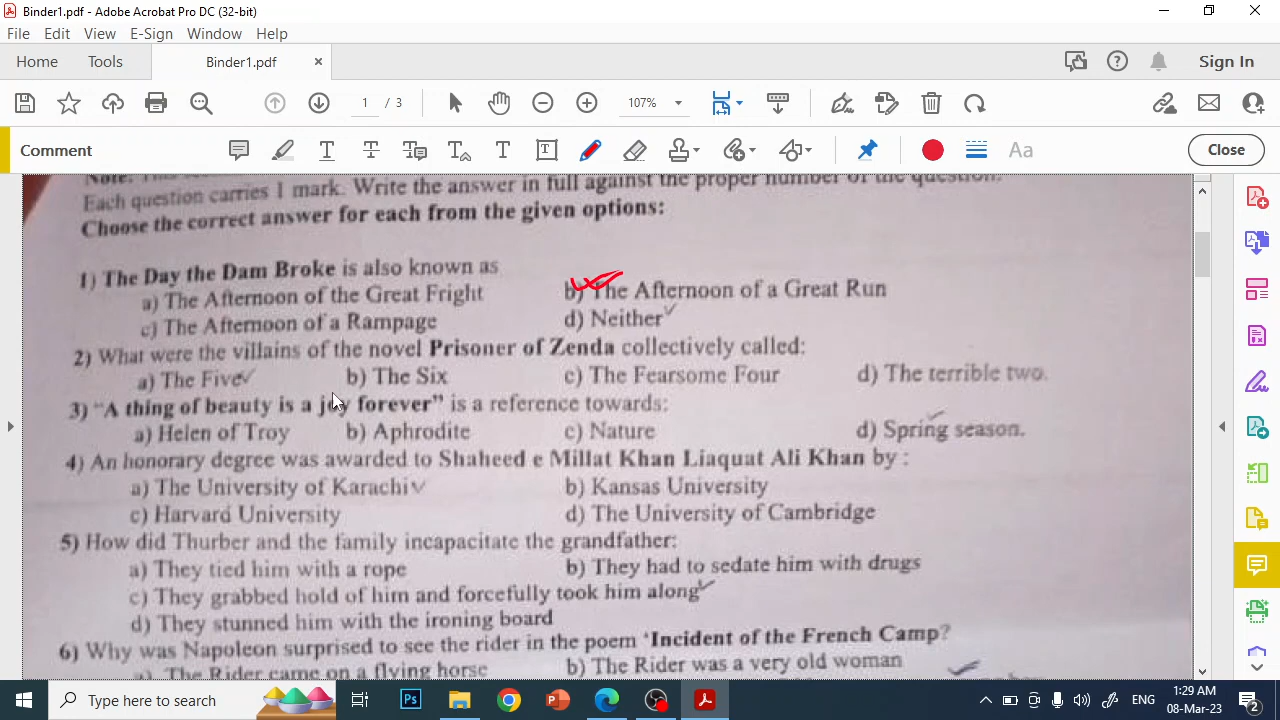 Binder1.pdf - Adobe Acrobat Pro DC (32-bit)
File Edit View E-Sign Window Help
Home Tools Binder1.pdf × Sign In
1 / 3 107%
Comment Close
Each question carries 1 mark. Write the answer in full against the proper number of the question.
Choose the correct answer for each from the given options:
1) The Day the Dam Broke is also known as
a) The Afternoon of the Great Fright b) The Afternoon of a Great Run
c) The Afternoon of a Rampage d) Neither
2) What were the villains of the novel Prisoner of Zenda collectively called:
a) The Five b) The Six c) The Fearsome Four d) The terrible two.
3) “A thing of beauty is a joy forever” is a reference towards:
a) Helen of Troy b) Aphrodite c) Nature d) Spring season.
4) An honorary degree was awarded to Shaheed e Millat Khan Liaquat Ali Khan by :
a) The University of Karachi b) Kansas University
c) Harvard University d) The University of Cambridge
5) How did Thurber and the family incapacitate the grandfather:
a) They tied him with a rope b) They had to sedate him with drugs
c) They grabbed hold of him and forcefully took him along
d) They stunned him with the ironing board
6) Why was Napoleon surprised to see the rider in the poem ‘Incident of the French Camp?
a) The Rider came on a flying horse b) The Rider was a very old woman
Type here to search Ps ENG 1:29 AM
08-Mar-23 2